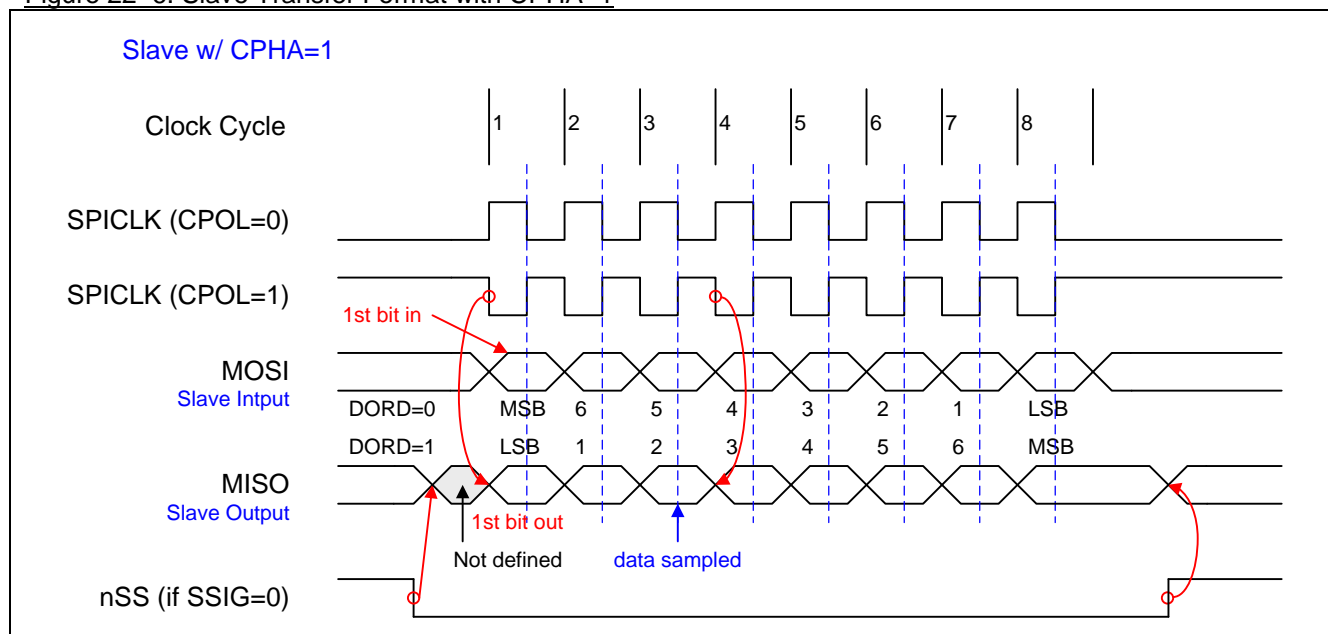 Slave w/ CPHA=1
Clock Cycle
1 2 3 4 5 6 7 8
SPICLK (CPOL=0)
SPICLK (CPOL=1)
1st bit in
MOSI
Slave Intput
DORD=0 MSB 6 5 4 3 2 1 LSB
DORD=1 LSB 1 2 3 4 5 6 MSB
MISO
Slave Output
1st bit out
Not defined
data sampled
nSS (if SSIG=0)